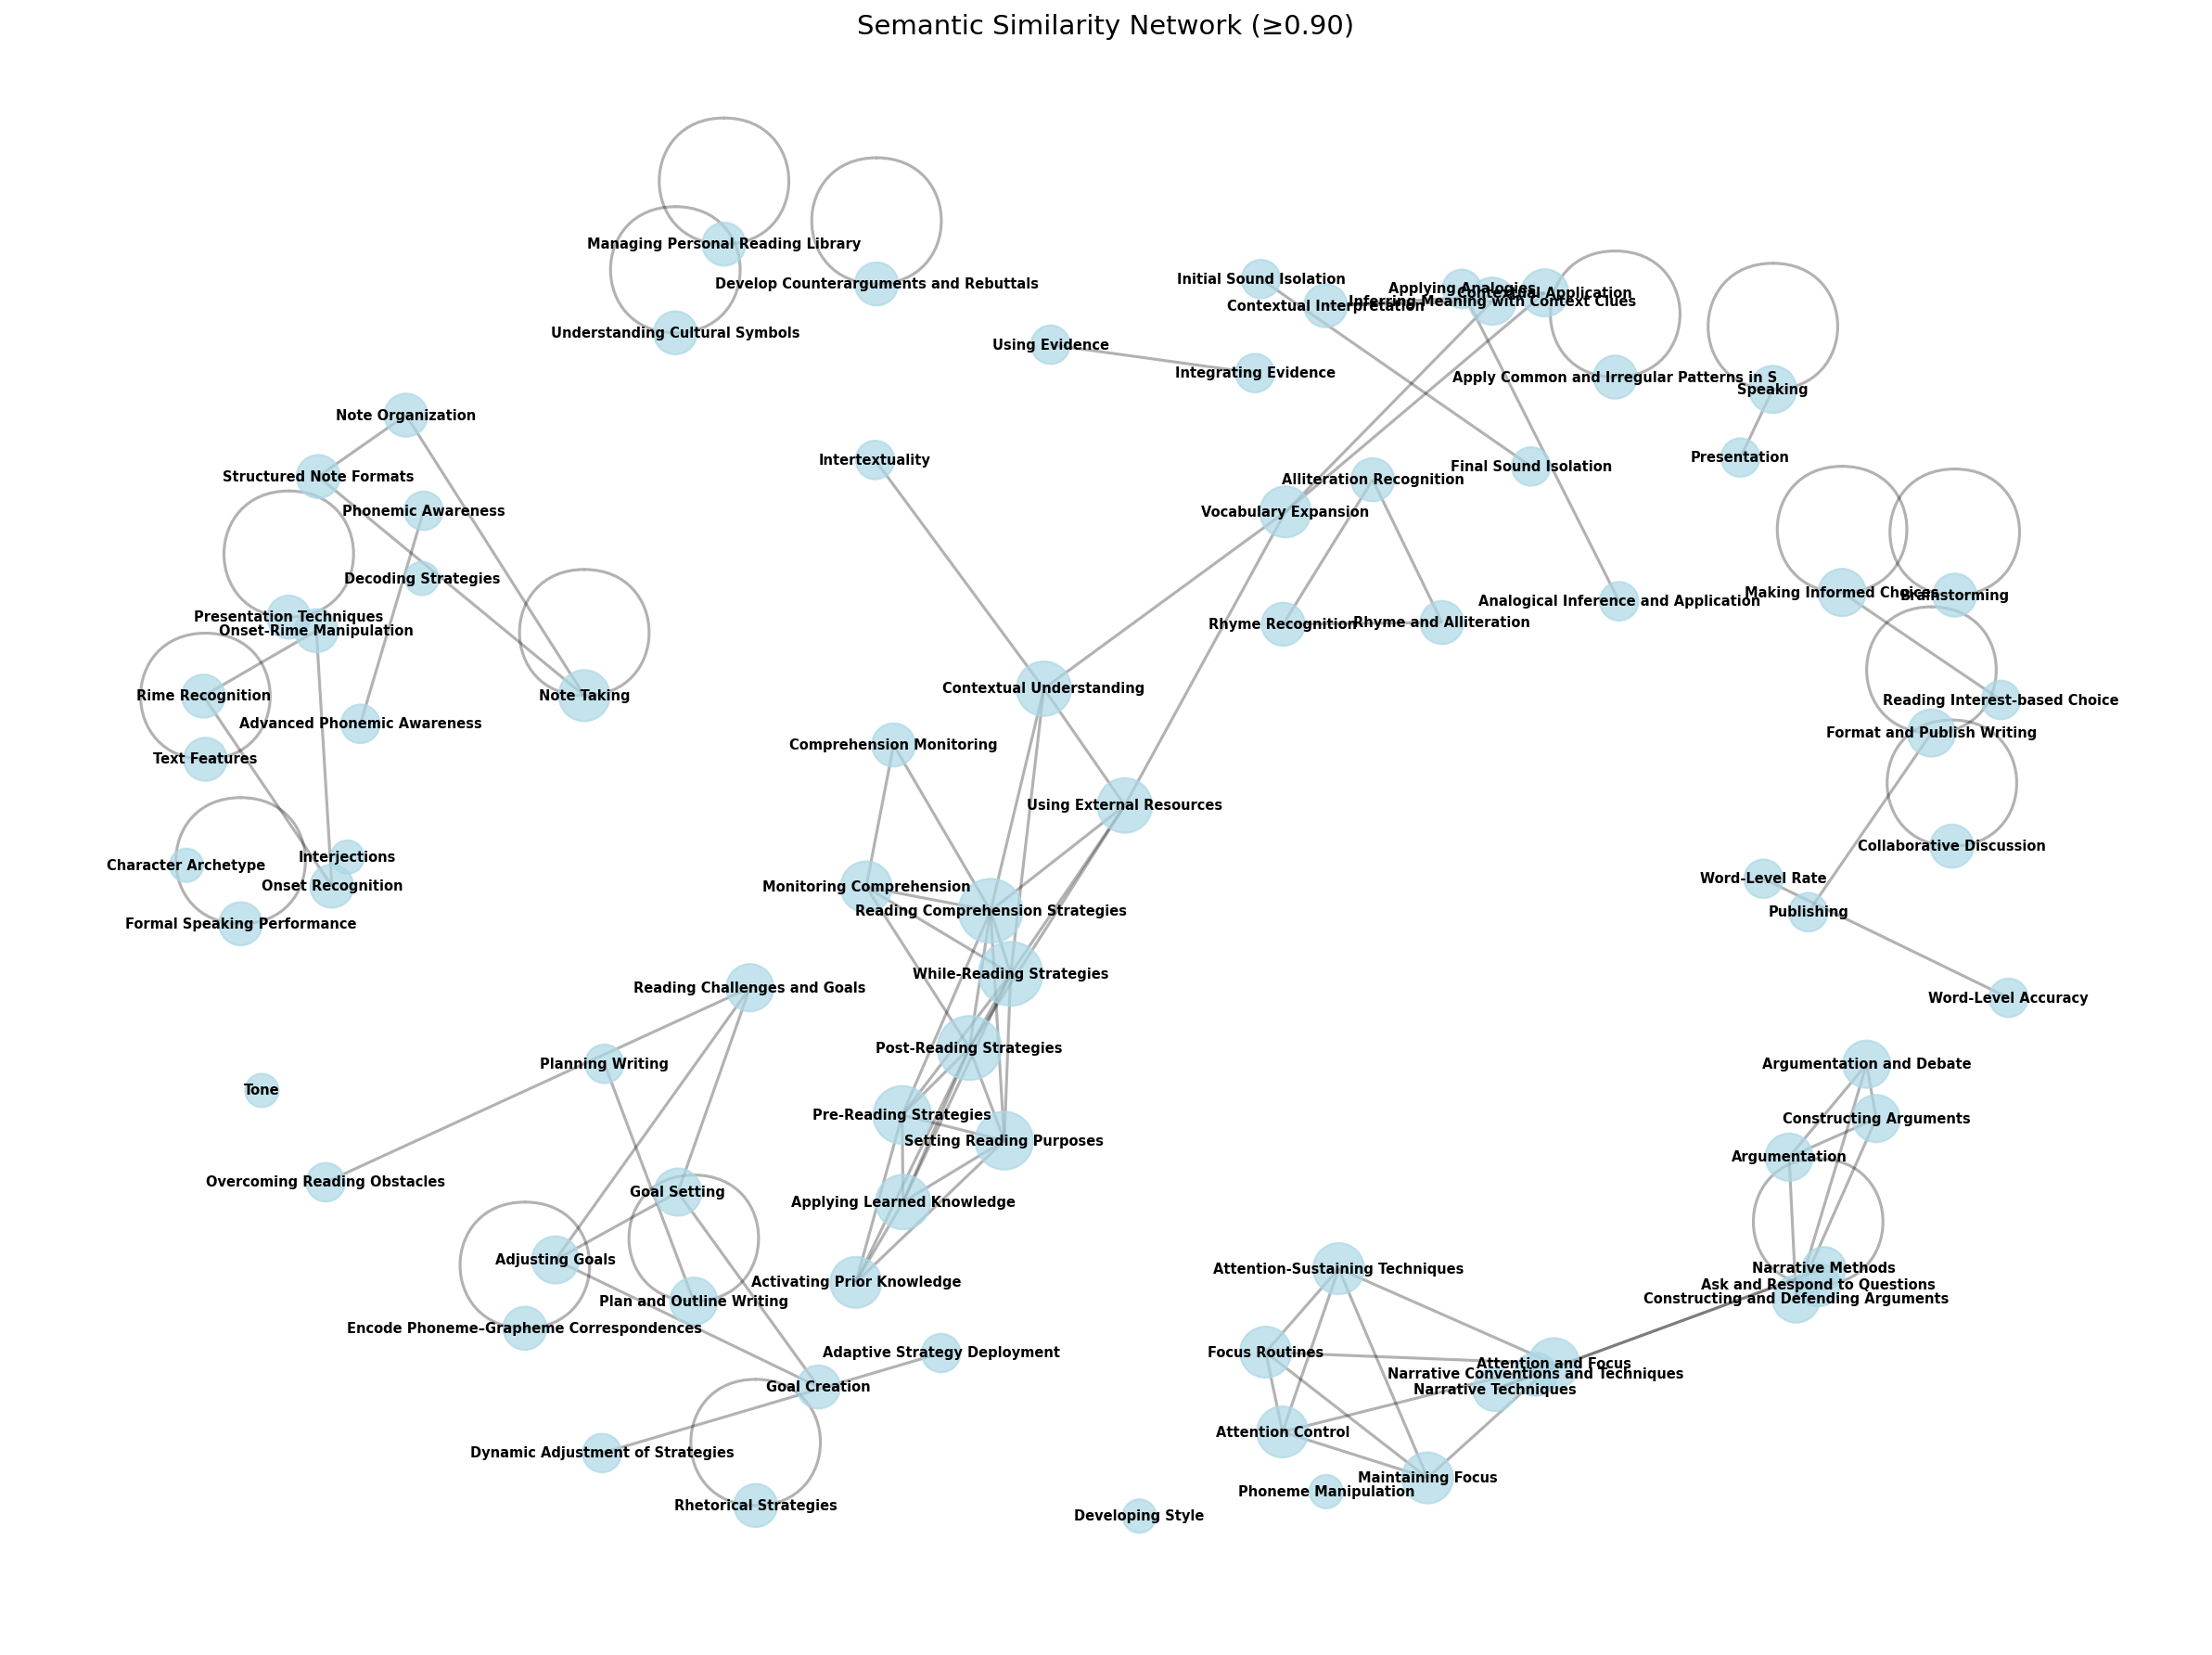 Semantic Similarity Network (≥0.90)
Managing Personal Reading Library
Develop Counterarguments and Rebuttals
Understanding Cultural Symbols
Initial Sound Isolation
Applying Analogies
Contextual Application
Inferring Meaning with Context Clues
Contextual Interpretation
Using Evidence
Integrating Evidence
Apply Common and Irregular Patterns in S
Speaking
Note Organization
Intertextuality
Presentation
Final Sound Isolation
Structured Note Formats
Alliteration Recognition
Phonemic Awareness
Vocabulary Expansion
Decoding Strategies
Making Informed Choices
Brainstorming
Analogical Inference and Application
Presentation Techniques
Onset-Rime Manipulation
Rhyme Recognition
Rhyme and Alliteration
Rime Recognition
Note Taking
Contextual Understanding
Reading Interest-based Choice
Advanced Phonemic Awareness
Format and Publish Writing
Comprehension Monitoring
Text Features
Using External Resources
Collaborative Discussion
Interjections
Character Archetype
Word-Level Rate
Onset Recognition
Monitoring Comprehension
Reading Comprehension Strategies
Publishing
Formal Speaking Performance
While-Reading Strategies
Reading Challenges and Goals
Word-Level Accuracy
Post-Reading Strategies
Planning Writing
Argumentation and Debate
Tone
Pre-Reading Strategies
Constructing Arguments
Setting Reading Purposes
Argumentation
Overcoming Reading Obstacles
Goal Setting
Applying Learned Knowledge
Adjusting Goals
Attention-Sustaining Techniques
Narrative Methods
Activating Prior Knowledge
Ask and Respond to Questions
Constructing and Defending Arguments
Plan and Outline Writing
Encode Phoneme–Grapheme Correspondences
Adaptive Strategy Deployment
Focus Routines
Attention and Focus
Narrative Conventions and Techniques
Narrative Techniques
Goal Creation
Attention Control
Dynamic Adjustment of Strategies
Maintaining Focus
Phoneme Manipulation
Rhetorical Strategies
Developing Style